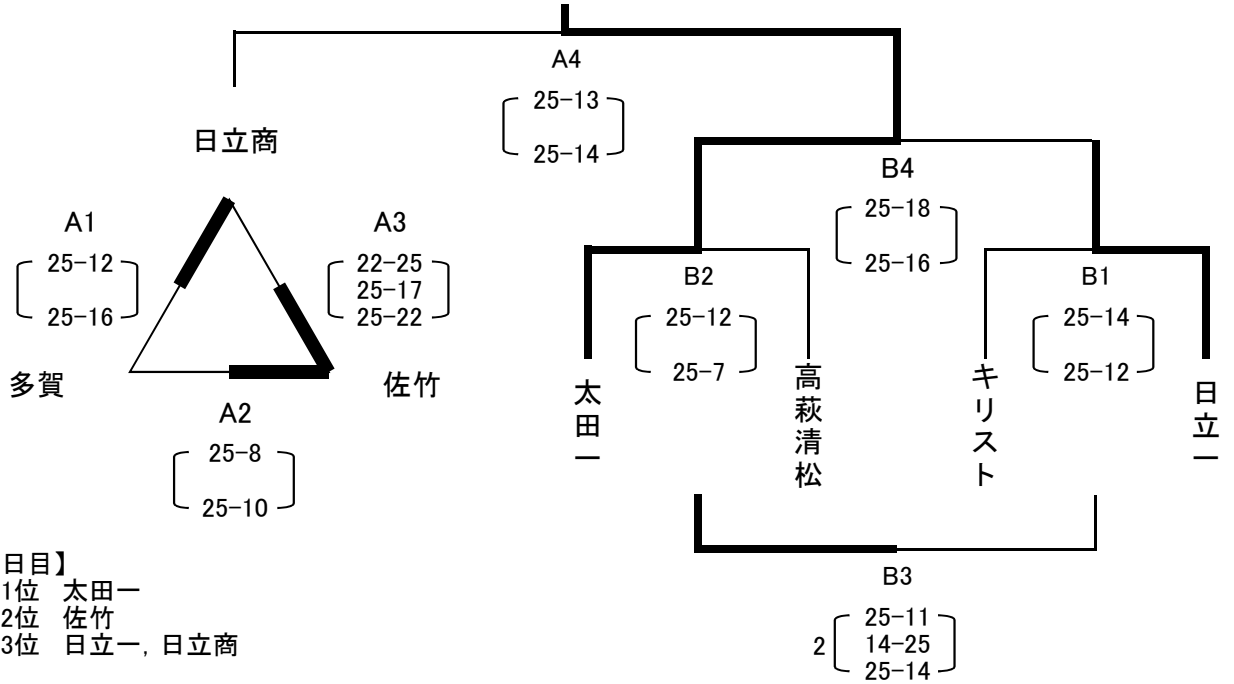 A4
25-13
25-14
日立商
B4
A1
A3
25-18
25-12
22-25
25-16
B2
B1
25-17
25-16
25-22
25-12
25-14
25-7
25-12
多賀
佐竹
太田一
高萩清松
キリスト
日立一
A2
25-8
25-10
日目】
1位 太田一
2位 佐竹
3位 日立一, 日立商
B3
25-11
2 14-25
25-14